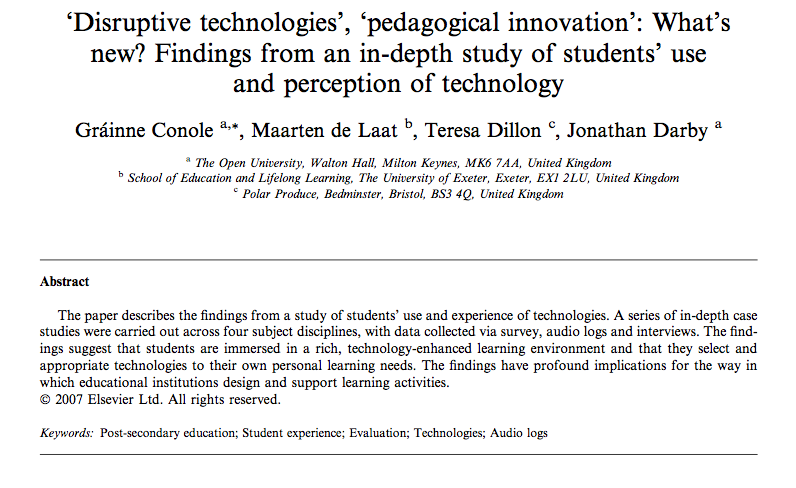 ‘Disruptive technologies’, ‘pedagogical innovation’: What’s
new? Findings from an in-depth study of students’ use
and perception of technology
Gráinne Conole a,*, Maarten de Laat b, Teresa Dillon c, Jonathan Darby a
a The Open University, Walton Hall, Milton Keynes, MK6 7AA, United Kingdom
b School of Education and Lifelong Learning, The University of Exeter, Exeter, EX1 2LU, United Kingdom
c Polar Produce, Bedminster, Bristol, BS3 4Q, United Kingdom
Abstract
The paper describes the findings from a study of students’ use and experience of technologies. A series of in-depth case
studies were carried out across four subject disciplines, with data collected via survey, audio logs and interviews. The find-
ings suggest that students are immersed in a rich, technology-enhanced learning environment and that they select and
appropriate technologies to their own personal learning needs. The findings have profound implications for the way in
which educational institutions design and support learning activities.
© 2007 Elsevier Ltd. All rights reserved.
Keywords: Post-secondary education; Student experience; Evaluation; Technologies; Audio logs